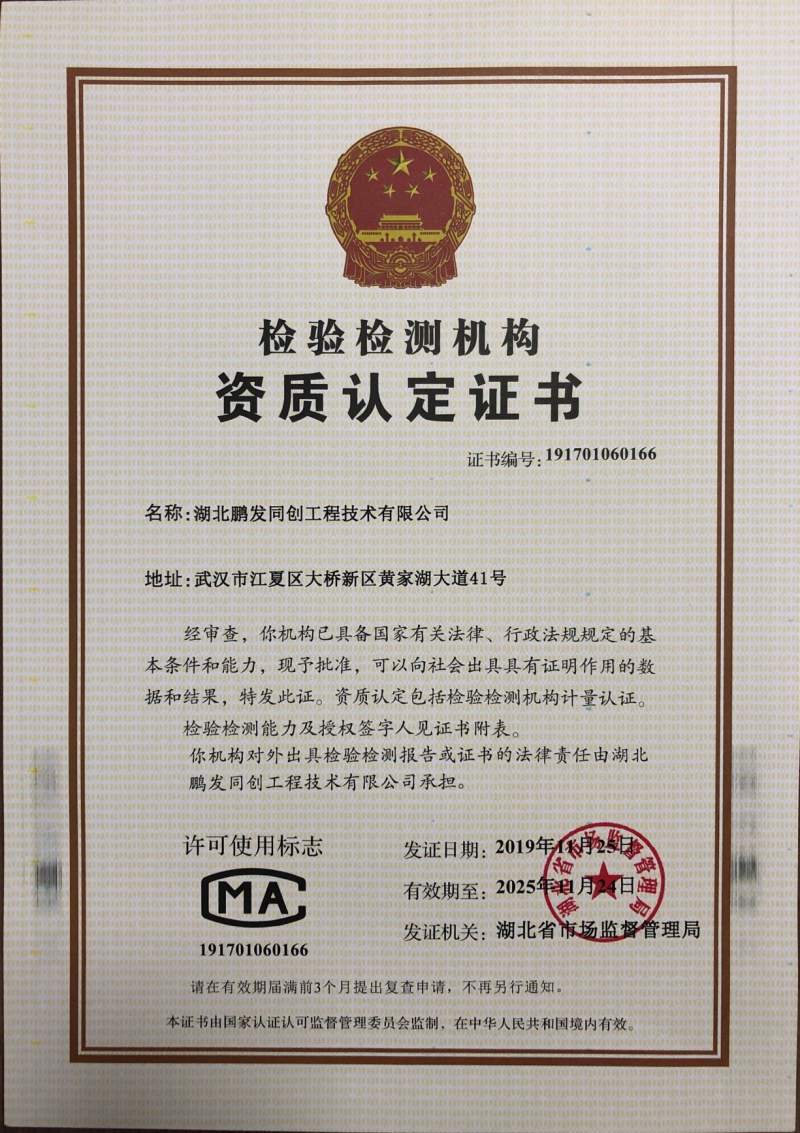 检验检测机构
资质认定证书
证书编号：191701060166
名称：湖北鹏发同创工程技术有限公司
地址：武汉市江夏区大桥新区黄家湖大道41号
经审查，你机构已具备国家有关法律、行政法规规定的基
本条件和能力，现予批准，可以向社会出具具有证明作用的数
据和结果，特发此证。资质认定包括检验检测机构计量认证。
检验检测能力及授权签字人见证书附表。
你机构对外出具检验检测报告或证书的法律责任由湖北
鹏发同创工程技术有限公司承担。
许可使用标志
MA
191701060166
发证日期：2019年11月25日
有效期至：2025年11月24日
发证机关：湖北省市场监督管理局
湖北省市场监督管理局
请在有效期届满前3个月提出复查申请，不再另行通知。
本证书由国家认证认可监督管理委员会监制，在中华人民共和国境内有效。